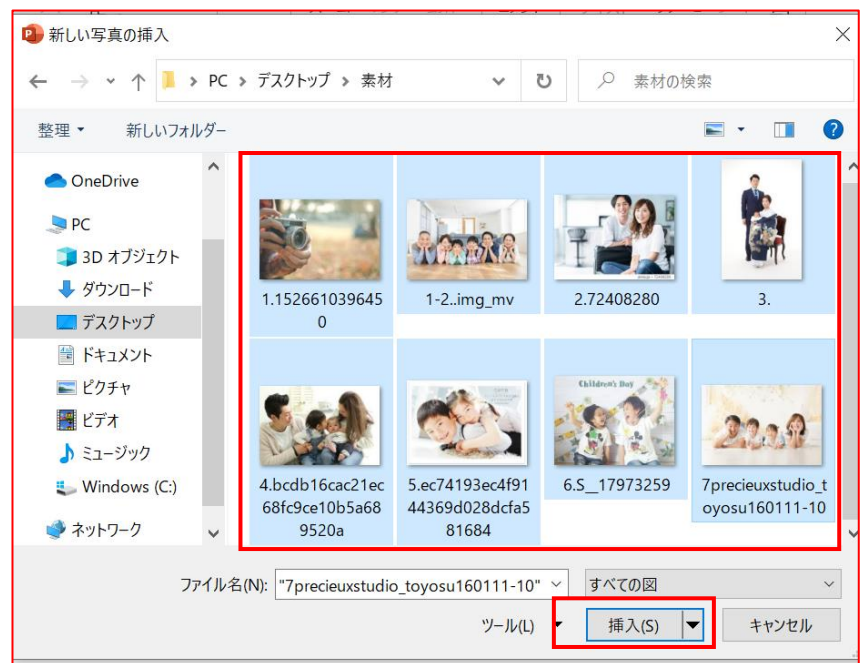 新しい写真の挿入
PC › デスクトップ › 素材
素材の検索
整理
新しいフォルダー
OneDrive
PC
3D オブジェクト
ダウンロード
デスクトップ
ドキュメント
ピクチャ
ビデオ
ミュージック
Windows (C:)
ネットワーク
1.152661039645
0
1-2..img_mv
2.72408280
3.
Children's Day
4.bcdb16cac21ec
68fc9ce10b5a68
9520a
5.ec74193ec4f91
44369d028dcfa5
81684
6.S__17973259
7precieuxstudio_t
oyosu160111-10
ファイル名(N):
"7precieuxstudio_toyosu160111-10"
すべての図
ツール(L)
挿入(S)
キャンセル